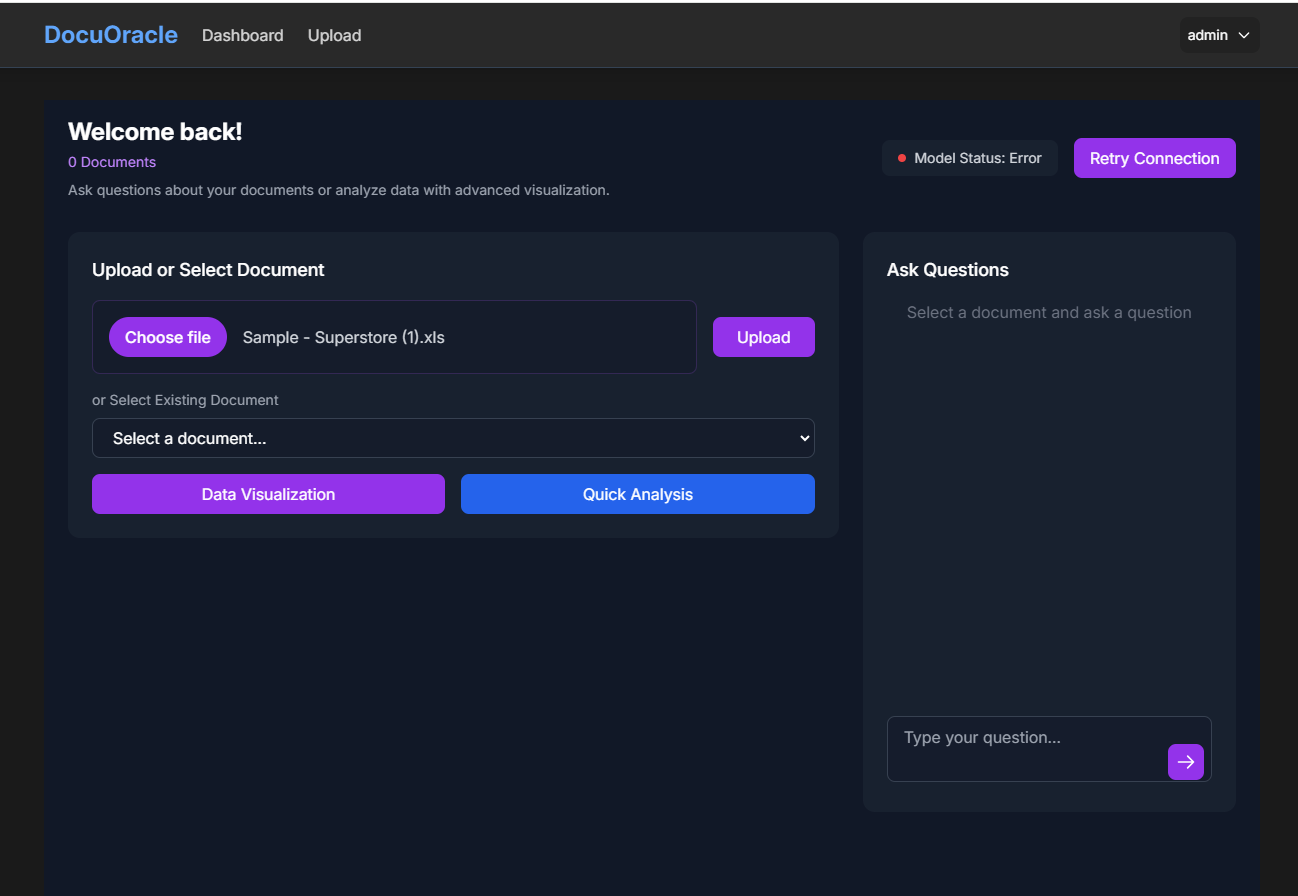 DocuOracle Dashboard Upload admin
Welcome back!
0 Documents
Ask questions about your documents or analyze data with advanced visualization.
Model Status: Error
Retry Connection
Upload or Select Document
Choose file Sample - Superstore (1).xls
Upload
or Select Existing Document
Select a document...
Data Visualization
Quick Analysis
Ask Questions
Select a document and ask a question
Type your question...